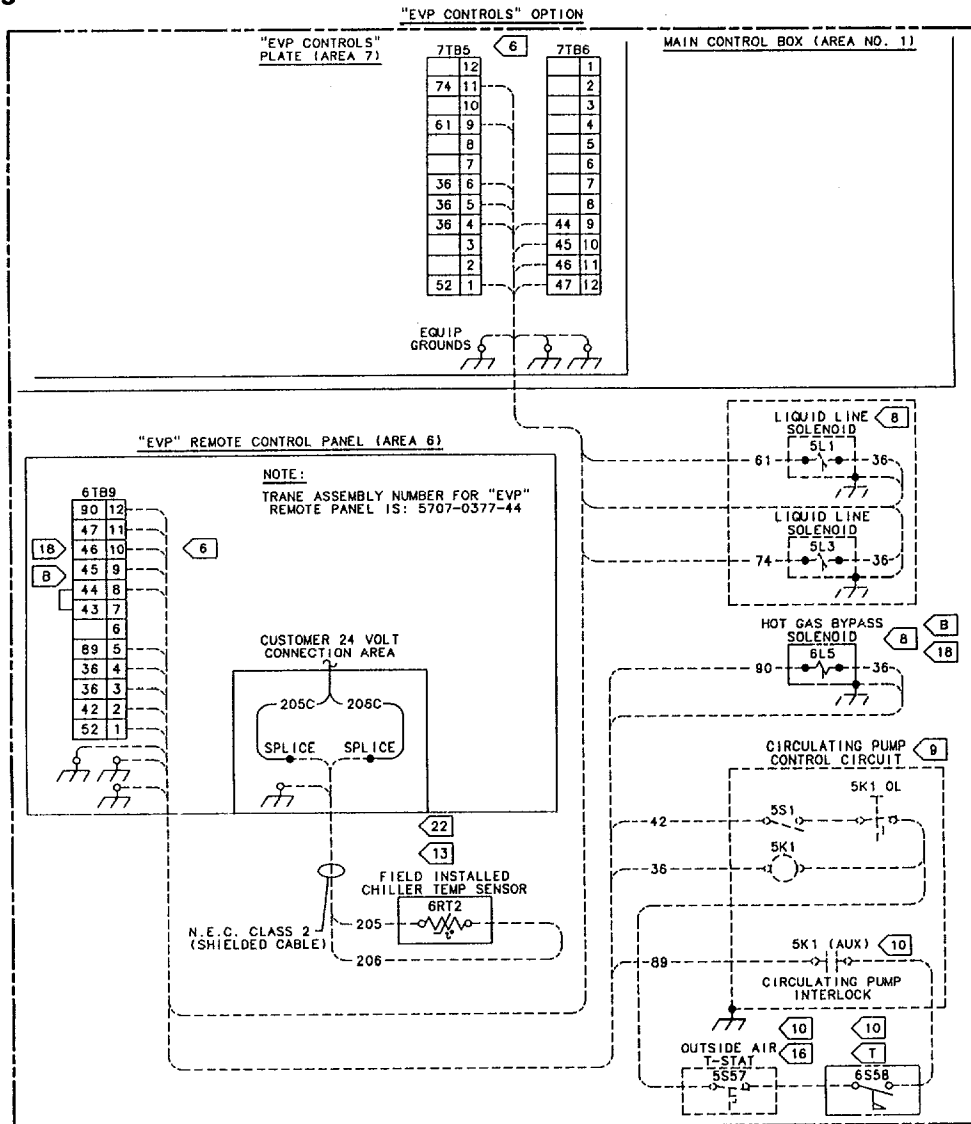 "EVP CONTROLS" OPTION
"EVP CONTROLS"
PLATE (AREA 7)
7TB5
6
7TB6
MAIN CONTROL BOX (AREA NO. 1)
12
74 11
10
61 9
8
7
36 6
36 5
36 4
3
2
52 1
1
2
3
4
5
6
7
8
44 9
45 10
46 11
47 12
EQUIP
GROUNDS
"EVP" REMOTE CONTROL PANEL (AREA 6)
NOTE:
TRANE ASSEMBLY NUMBER FOR "EVP"
REMOTE PANEL IS: 5707-0377-44
6TB9
90 12
47 11
46 10
45 9
44 8
43 7
6
89 5
36 4
36 3
42 2
52 1
18
B
6
CUSTOMER 24 VOLT
CONNECTION AREA
205C
206C
SPLICE
SPLICE
22
13
FIELD INSTALLED
CHILLER TEMP SENSOR
6RT2
205
206
N.E.C. CLASS 2
(SHIELDED CABLE)
LIQUID LINE
SOLENOID
8
5L1
61
36
LIQUID LINE
SOLENOID
5L3
74
36
HOT GAS BYPASS
SOLENOID
8
B
18
6L5
90
36
CIRCULATING PUMP
CONTROL CIRCUIT
9
5K1 OL
42
5S1
5K1
36
89
5K1 (AUX)
10
CIRCULATING PUMP
INTERLOCK
10
10
OUTSIDE AIR
T-STAT
16
T
5S57
6S58